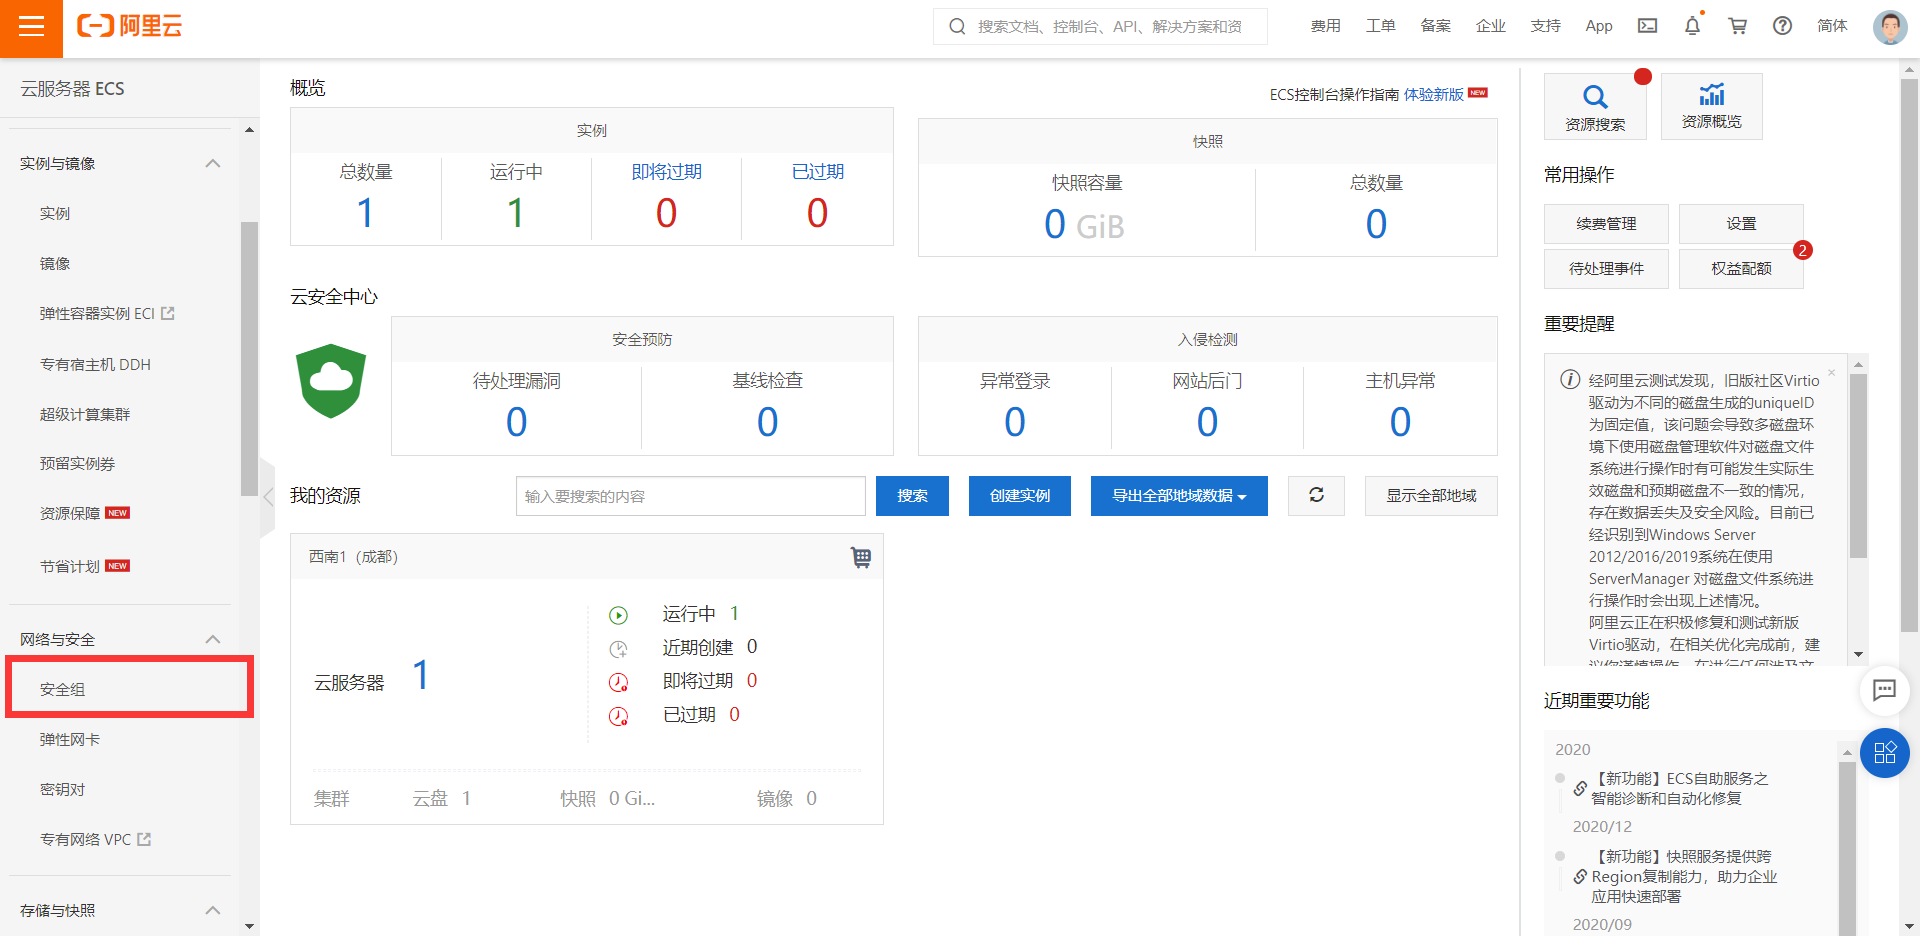 阿里云
搜索文档、控制台、API、解决方案和资
费用
工单
备案
企业
支持
App
简体
云服务器 ECS
实例与镜像
实例
镜像
弹性容器实例 ECI
专有宿主机 DDH
超级计算集群
预留实例券
资源保障 NEW
节省计划 NEW
网络与安全
安全组
弹性网卡
密钥对
专有网络 VPC
存储与快照
概览
ECS控制台操作指南 体验新版 NEW
实例
总数量
运行中
即将过期
已过期
1
1
0
0
快照
快照容量
总数量
0 GiB
0
云安全中心
安全预防
待处理漏洞
基线检查
0
0
入侵检测
异常登录
网站后门
主机异常
0
0
0
我的资源
输入要搜索的内容
搜索
创建实例
导出全部地域数据
显示全部地域
西南1（成都）
云服务器 1
运行中 1
近期创建 0
即将过期 0
已过期 0
集群
云盘 1
快照 0 Gi...
镜像 0
资源搜索
资源概览
常用操作
续费管理
设置
待处理事件
权益配额
2
重要提醒
经阿里云测试发现，旧版社区Virtio
驱动为不同的磁盘生成的uniqueID
为固定值，该问题会导致多磁盘环
境下使用磁盘管理软件对磁盘文件
系统进行操作时有可能发生实际生
效磁盘和预期磁盘不一致的情况，
存在数据丢失及安全风险。目前已
经识别到Windows Server
2012/2016/2019系统在使用
ServerManager 对磁盘文件系统进
行操作时会出现上述情况。
阿里云正在积极修复和测试新版
Virtio驱动，在相关优化完成前，建
议您谨慎操作，在进行任何涉及文
近期重要功能
2020
【新功能】ECS自助服务之
智能诊断和自动化修复
2020/12
【新功能】快照服务提供跨
Region复制能力，助力企业
应用快速部署
2020/09